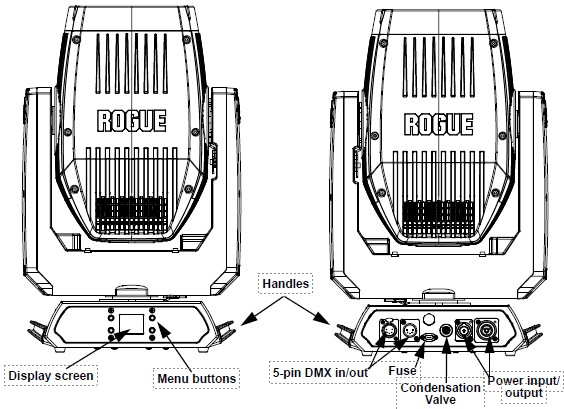 ROGUE
ROGUE
Handles
Display screen
Menu buttons
5-pin DMX in/out
Fuse
Condensation
Valve
Power input/
output